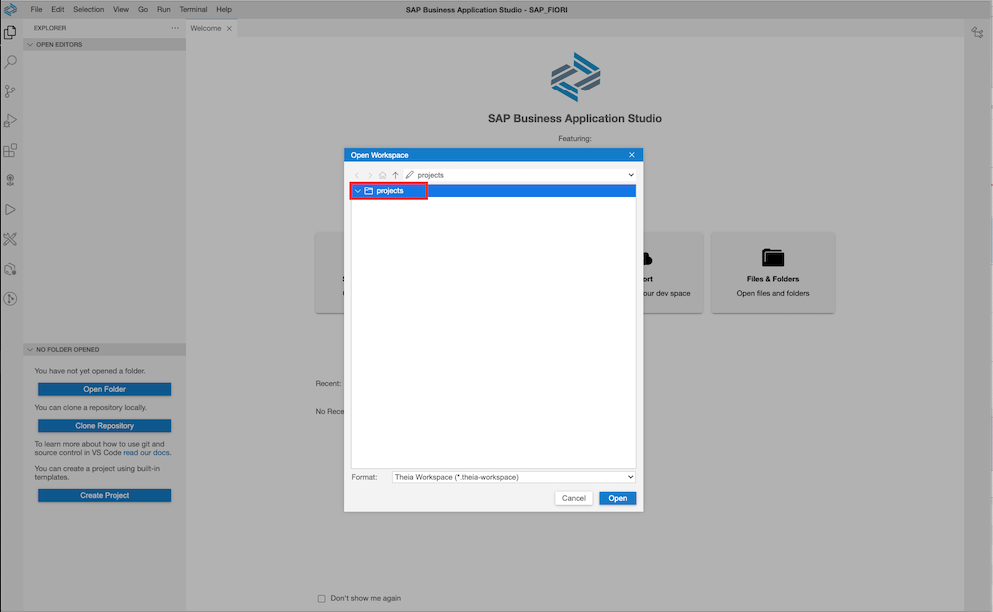 File Edit Selection View Go Run Terminal Help
SAP Business Application Studio - SAP_FIORI
EXPLORER
OPEN EDITORS
Welcome
SAP Business Application Studio
Featuring:
Open Workspace
projects
projects
ort
our dev space
Files & Folders
Open files and folders
NO FOLDER OPENED
You have not yet opened a folder.
Open Folder
You can clone a repository locally.
Clone Repository
To learn more about how to use git and
source control in VS Code read our docs.
You can create a project using built-in
templates.
Create Project
Recent:
No Rece
Format: Theia Workspace (*.theia-workspace)
Cancel Open
Don't show me again